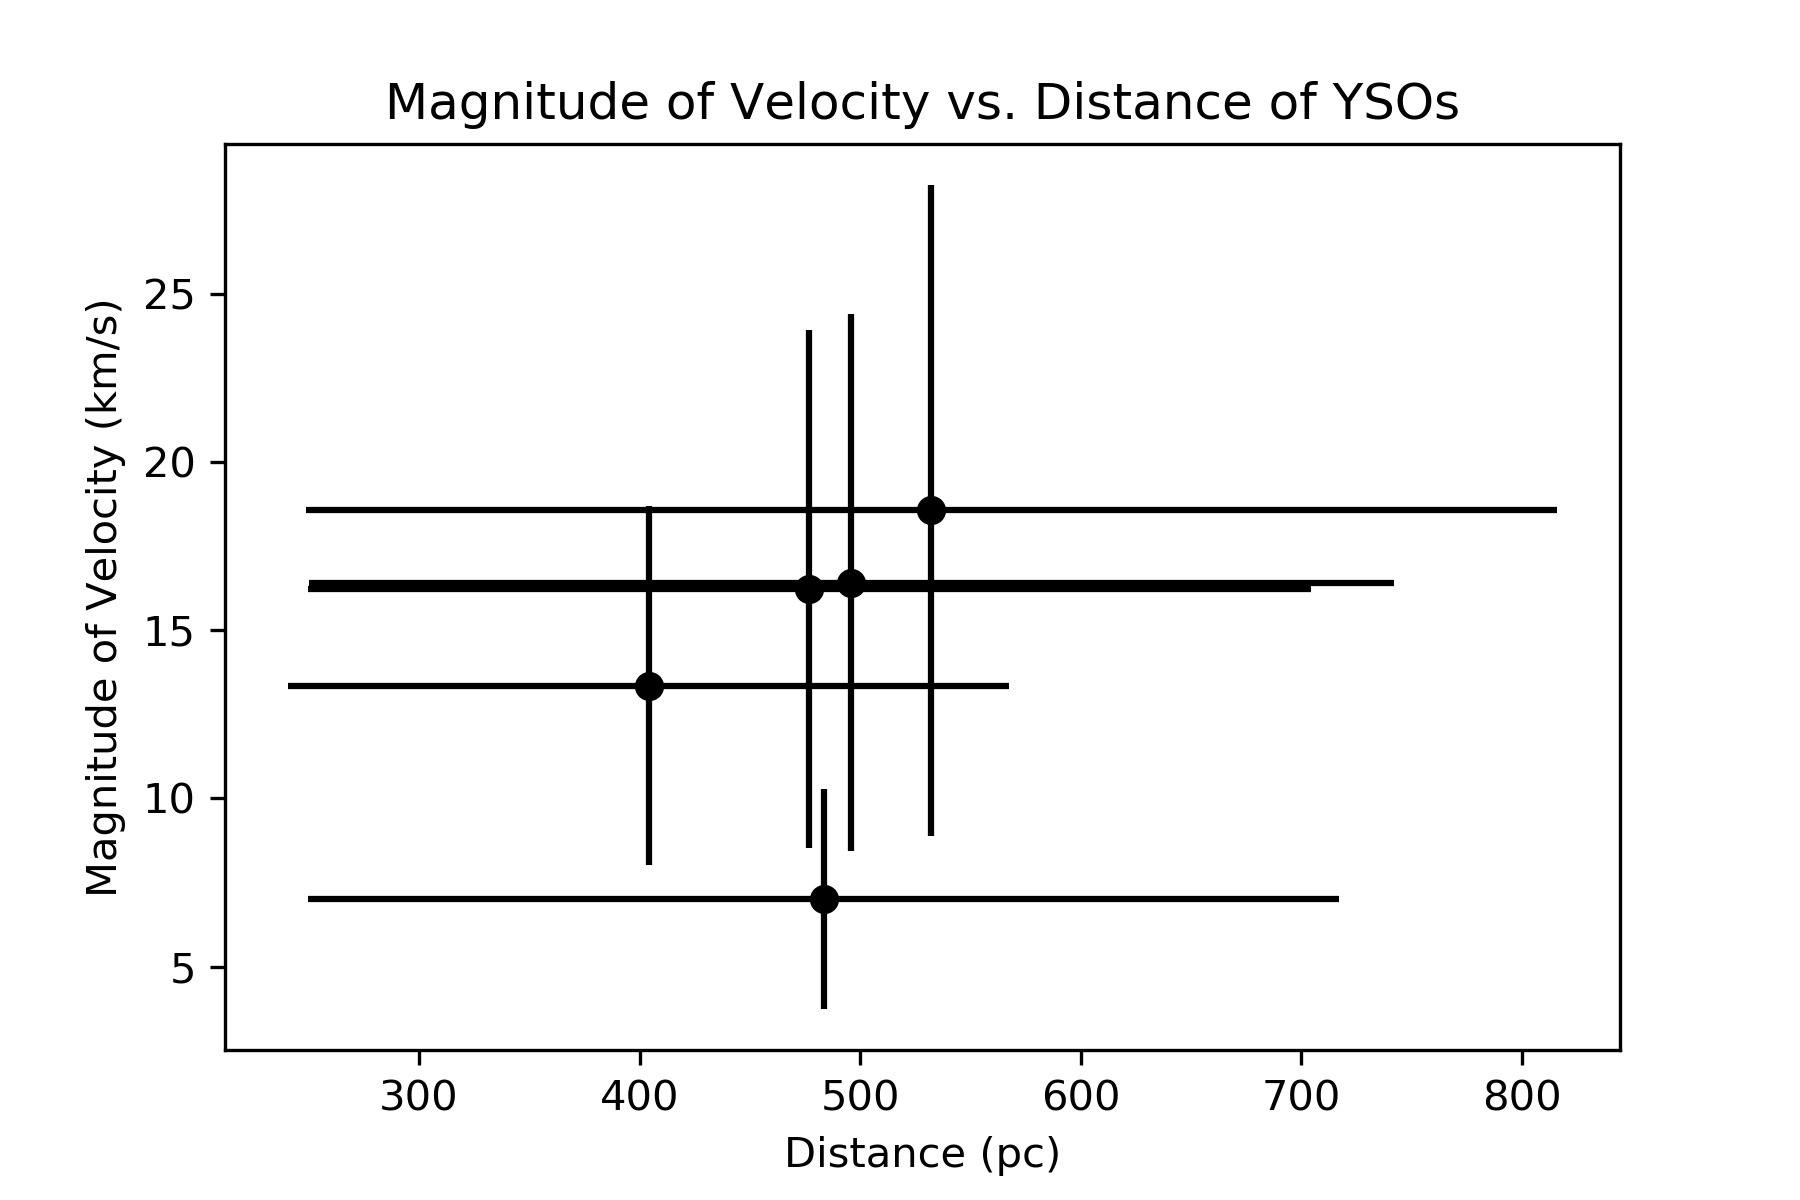 Magnitude of Velocity vs. Distance of YSOs
Magnitude of Velocity (km/s)
25
20
15
10
5
300 400 500 600 700 800
Distance (pc)